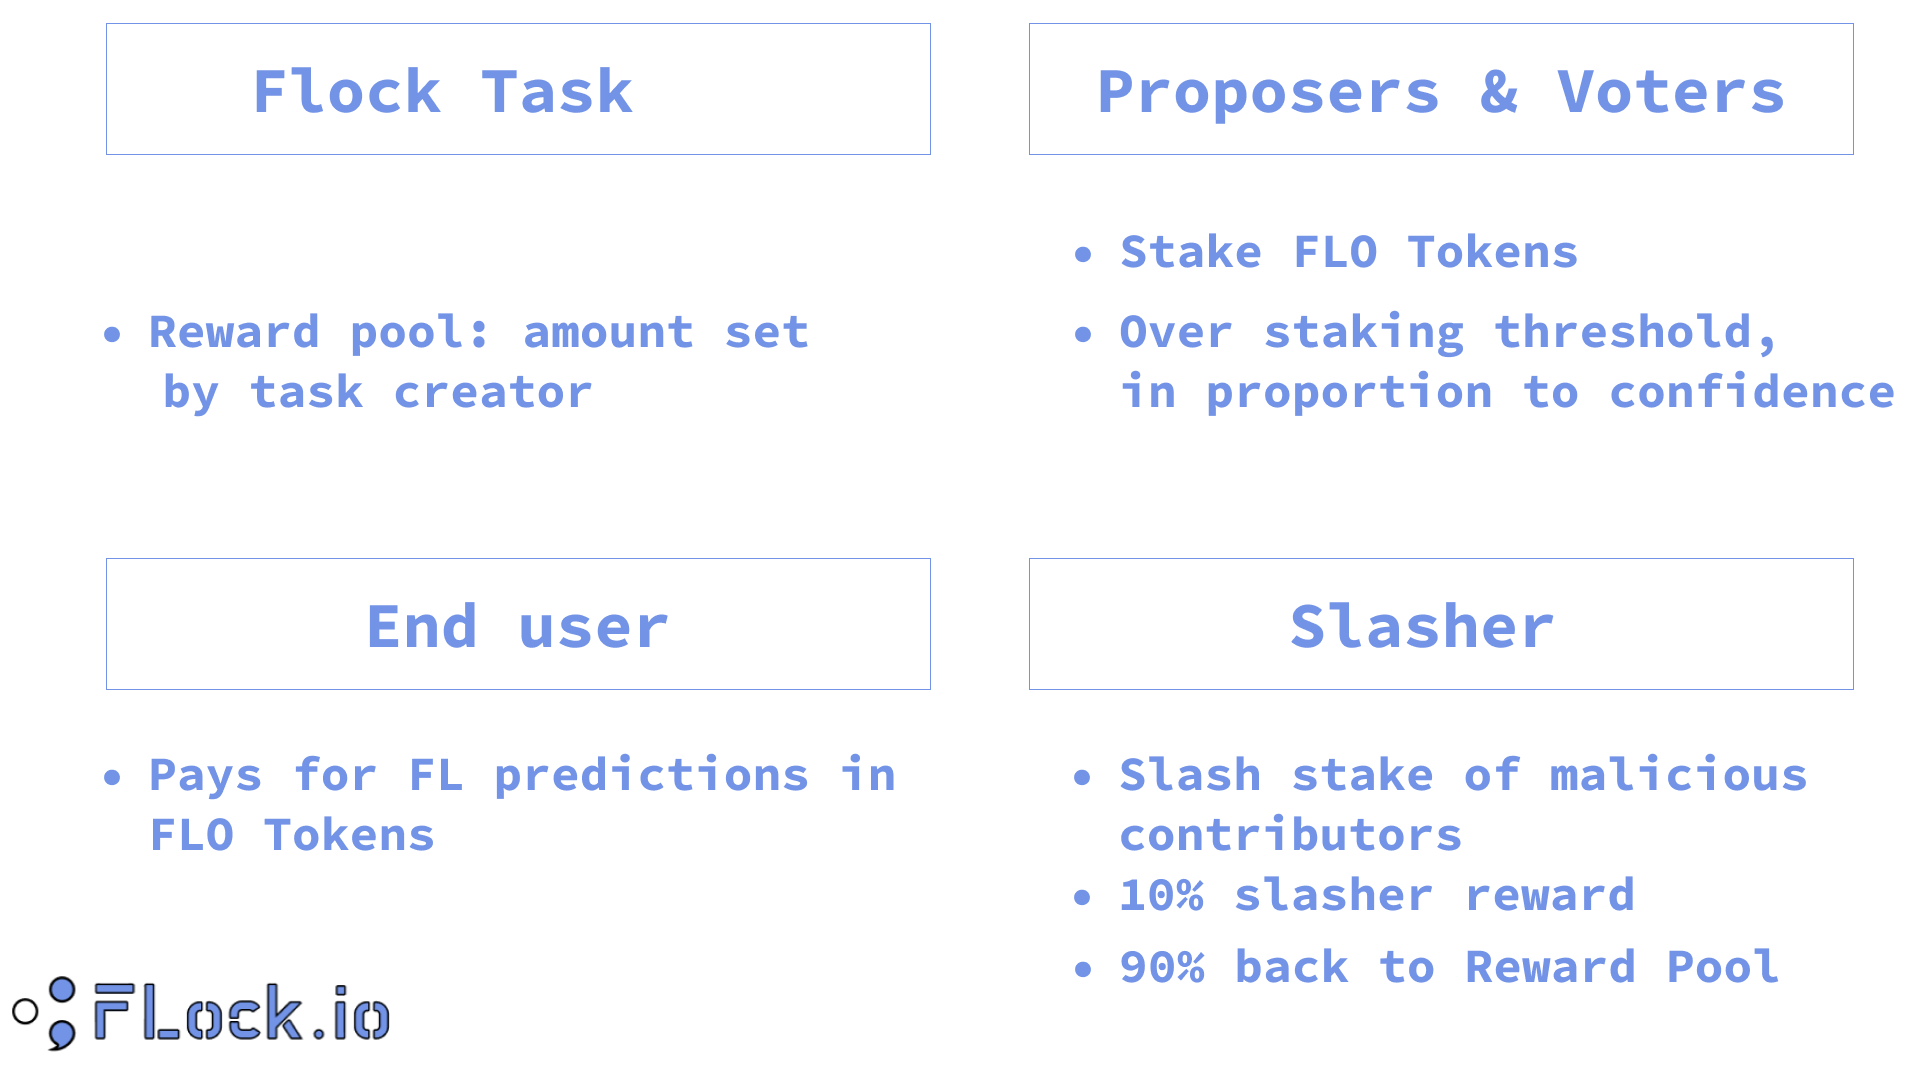 Flock Task
• Reward pool: amount set
by task creator
Proposers & Voters
• Stake FLO Tokens
• Over staking threshold,
in proportion to confidence
End user
• Pays for FL predictions in
FLO Tokens
Slasher
• Slash stake of malicious
contributors
• 10% slasher reward
• 90% back to Reward Pool
FLock.io